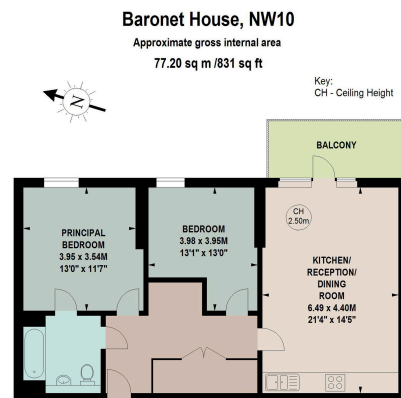 Baronet House, NW10
Approximate gross internal area
77.20 sq m /831 sq ft
Key:
CH - Ceiling Height
N
BALCONY
CH
2.50m
PRINCIPAL
BEDROOM
3.95 x 3.54M
13'0" x 11'7"
BEDROOM
3.98 x 3.95M
13'1" x 13'0"
KITCHEN/
RECEPTION/
DINING
ROOM
6.49 x 4.40M
21'4" x 14'5"